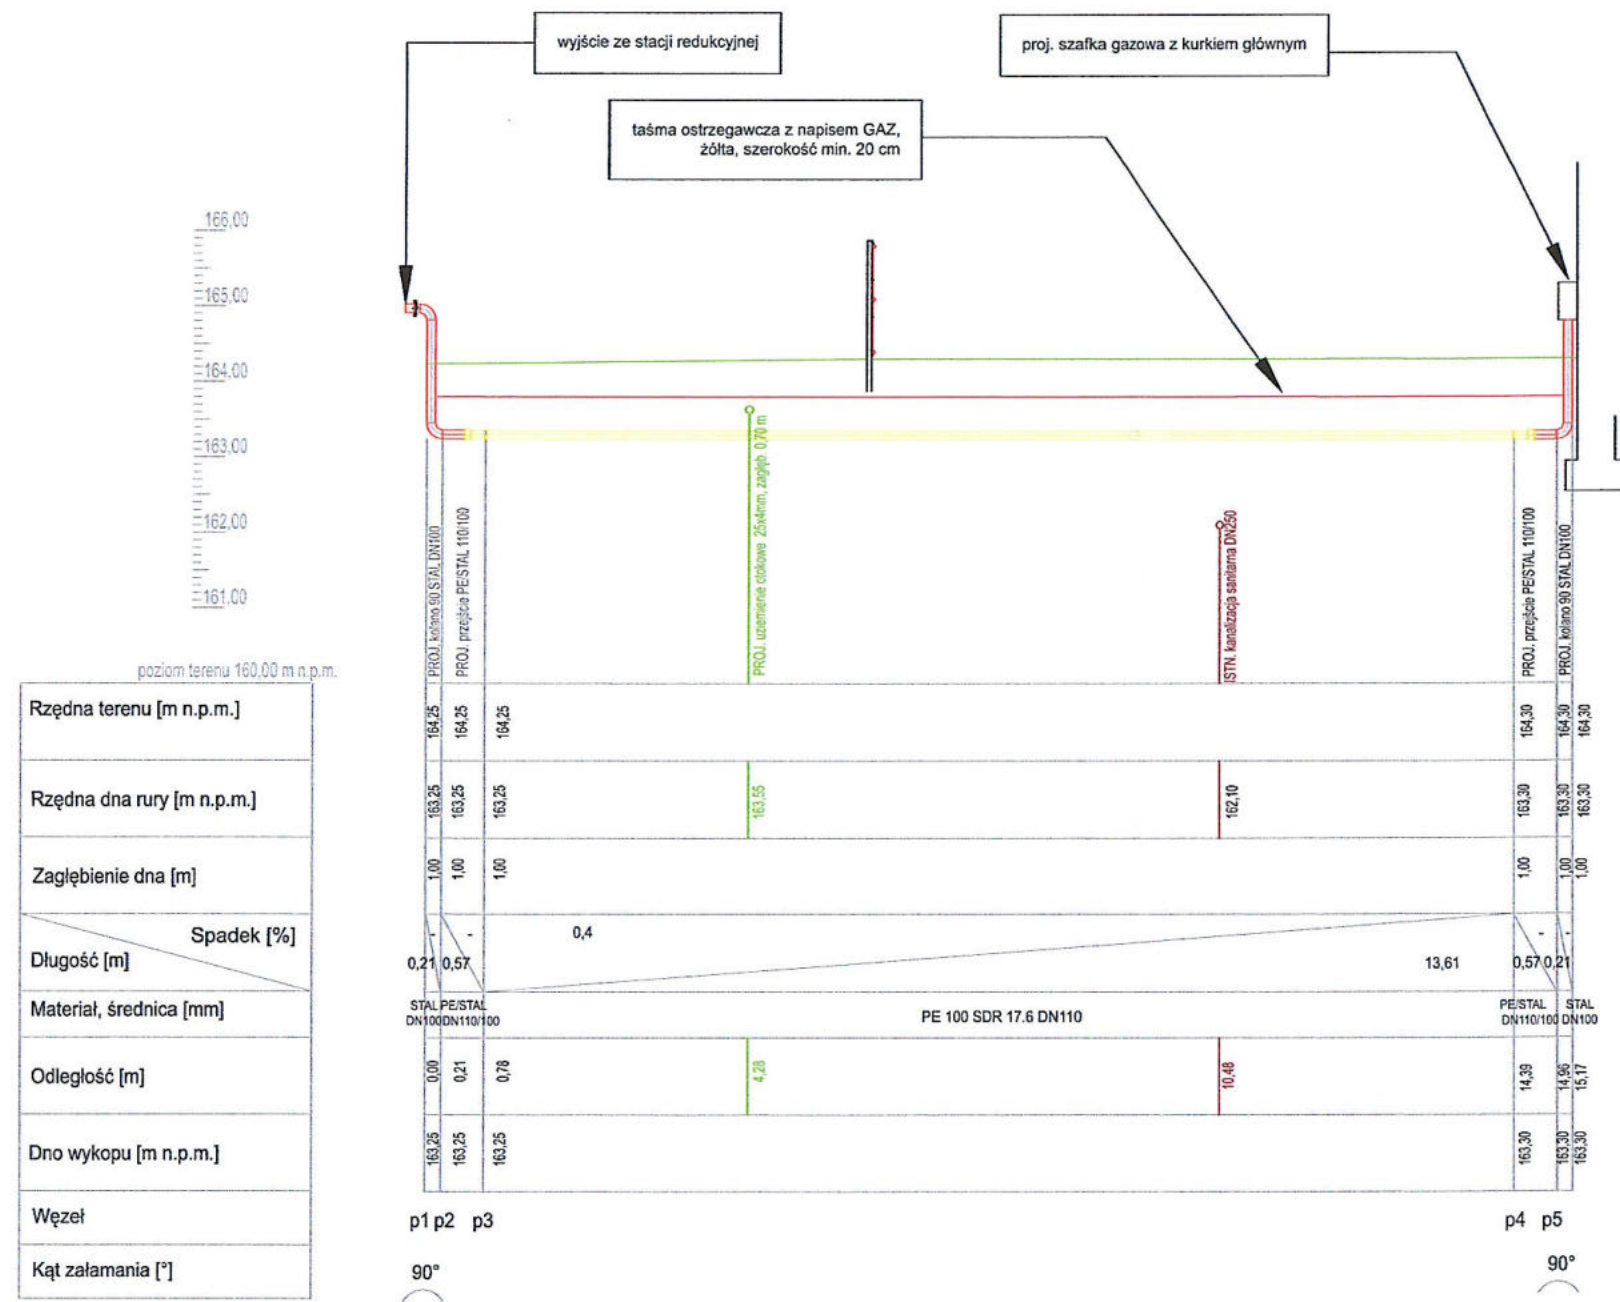 wyjście ze stacji redukcyjnej
proj. szafka gazowa z kurkiem głównym
taśma ostrzegawcza z napisem GAZ,
żółta, szerokość min. 20 cm
166,00
165,00
164,00
163,00
162,00
161,00
poziom terenu 160,00 m n.p.m.
PROJ. kolano 90 STAL DN100
PROJ. przejście PE/STAL 110/100
PROJ. uziemienie otokowe 25x4mm, zagłęb 0,70 m
ISTN. kanalizacja sanitarna DN250
PROJ. przejście PE/STAL 110/100
PROJ. kolano 90 STAL DN100
Rzędna terenu [m n.p.m.]
164,25 164,25 164,25 164,30 164,30 164,30
Rzędna dna rury [m n.p.m.]
163,25 163,25 163,25 163,55 162,10 163,30 163,30 163,30
Zagłębienie dna [m]
1,00 1,00 1,00 1,00 1,00 1,00
Spadek [%]
- - 0,4 - -
Długość [m]
0,21 0,57 13,61 0,57 0,21
Materiał, średnica [mm]
STAL DN100
PE/STAL DN110/100
PE 100 SDR 17.6 DN110
PE/STAL DN110/100
STAL DN100
Odległość [m]
0,00 0,21 0,78 4,28 10,48 14,39 14,96 15,17
Dno wykopu [m n.p.m.]
163,25 163,25 163,25 163,30 163,30 163,30
Węzeł
p1 p2 p3 p4 p5
Kąt załamania [°]
90° 90°